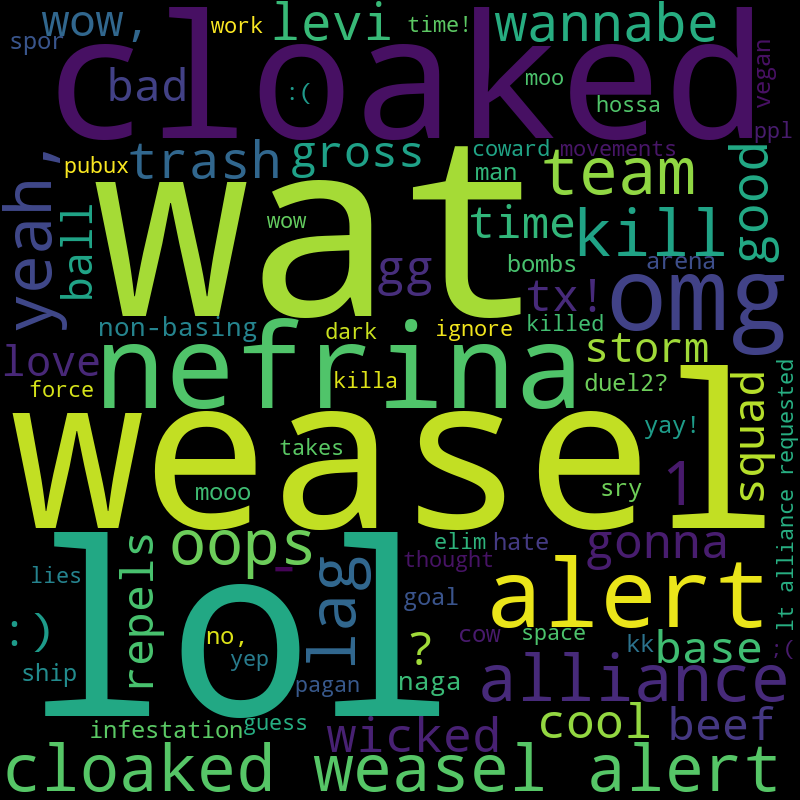 wow, work levi time! wannabe
spor cloaked vegan
bad :( moo hossa ppl
yeah, pubux trash gross coward movements team good
wat man
ball wow gg time kill
bombs arena
tx! omg
non-basing dark ignore killed
love nefrina storm
force killa duel2?
weasel squad lt alliance requested
takes yay!
mooo sry 1
oops _ lag elim hate gonna
repels thought
lies lol goal alert
:) no, ? cow space kk base ;(
ship yep pagan naga alliance
infestation guess wicked cool beef
cloaked weasel alert